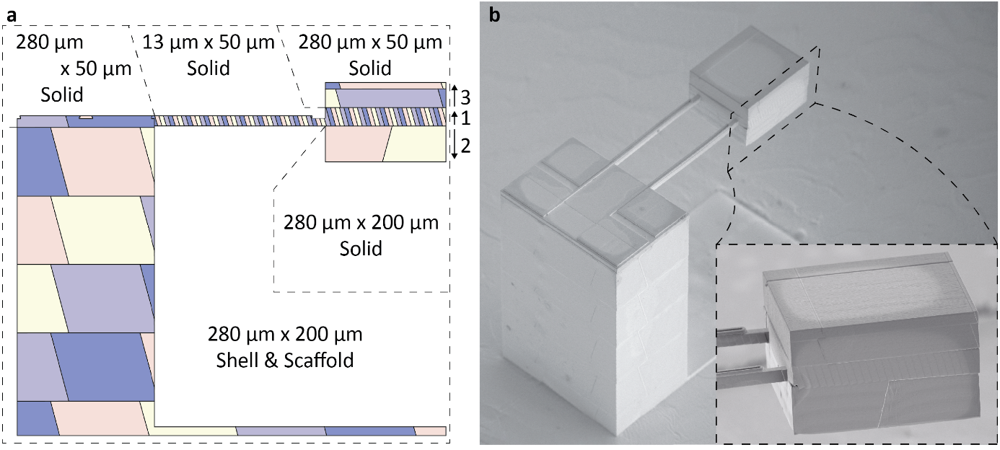 a
280 µm
x 50 µm
Solid
13 µm x 50 µm
Solid
280 µm x 50 µm
Solid
3
1
2
280 µm x 200 µm
Solid
280 µm x 200 µm
Shell & Scaffold
b